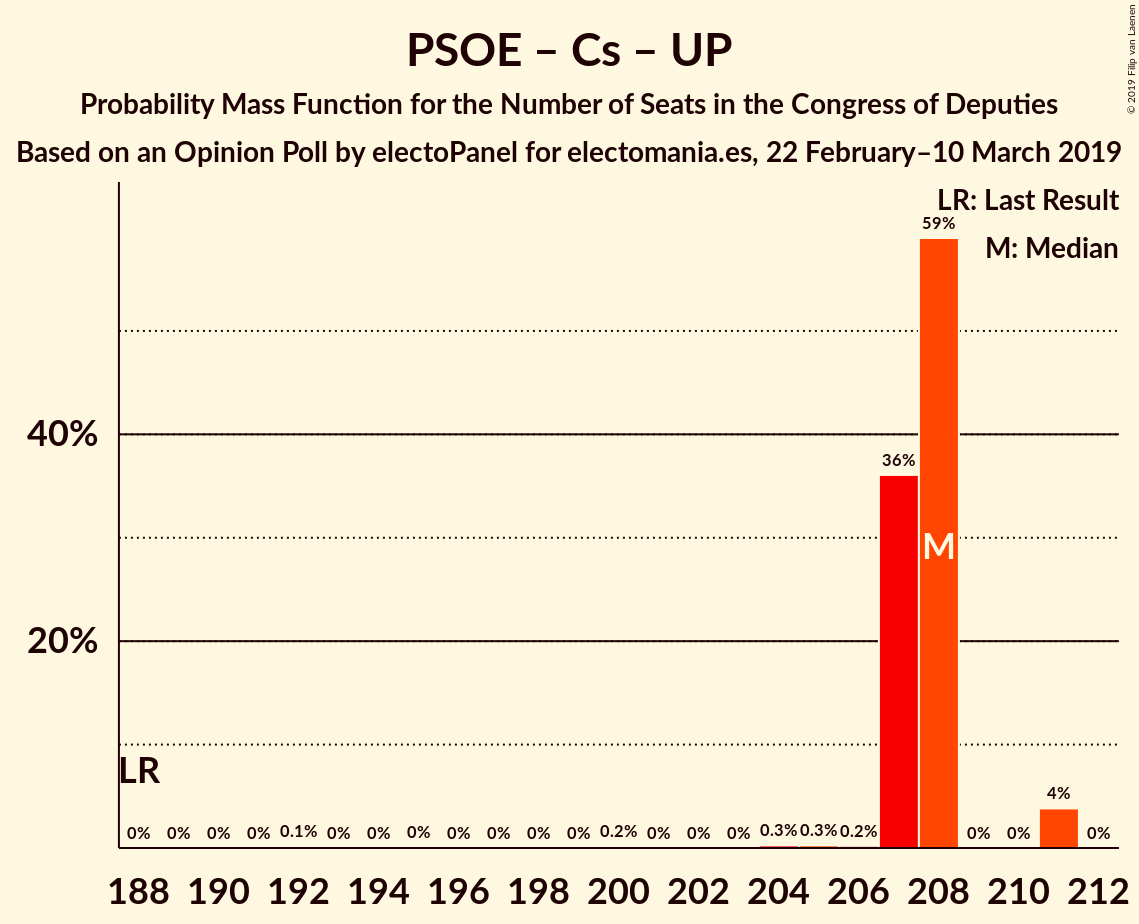 PSOE – Cs – UP
Probability Mass Function for the Number of Seats in the Congress of Deputies
Based on an Opinion Poll by electoPanel for electomania.es, 22 February–10 March 2019
© 2019 Filip van Laenen
LR: Last Result
M: Median
59%
40%
36%
M
20%
LR
4%
0% 0% 0% 0% 0.1% 0% 0% 0% 0% 0% 0% 0% 0.2% 0% 0% 0% 0.3% 0.3% 0.2% 0% 0% 0%
188 190 192 194 196 198 200 202 204 206 208 210 212